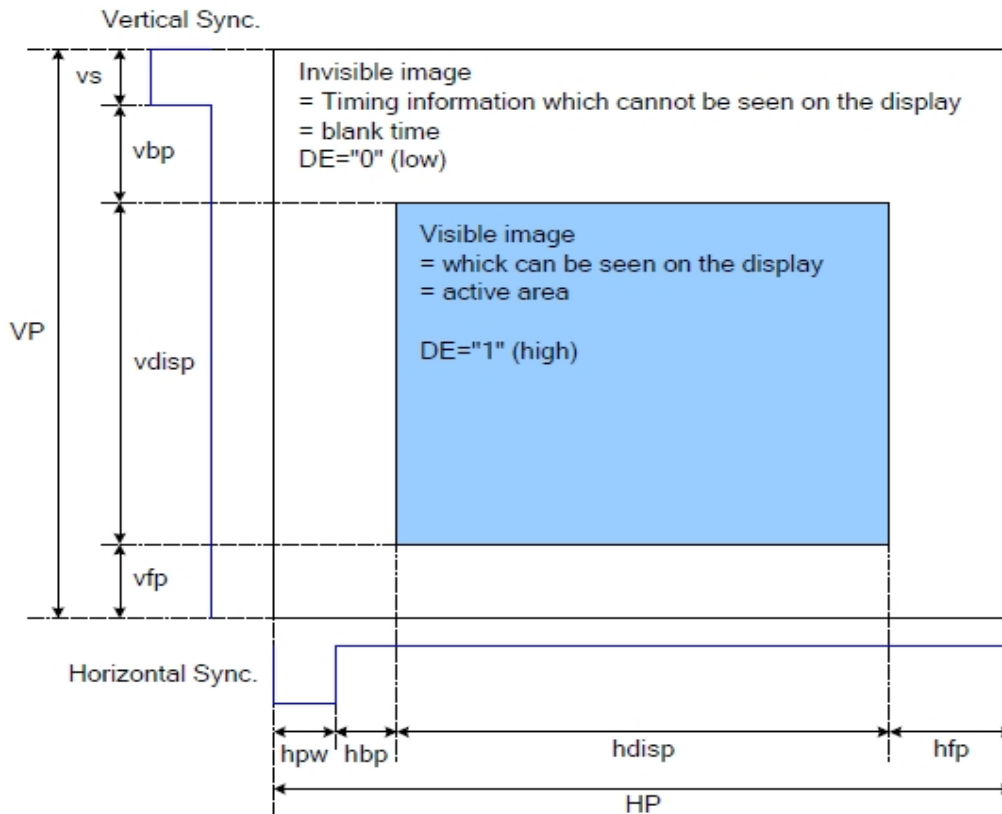 Vertical Sync.
vs
Invisible image
= Timing information which cannot be seen on the display
= blank time
DE="0" (low)
vbp
Visible image
= whick can be seen on the display
= active area
DE="1" (high)
VP
vdisp
vfp
Horizontal Sync.
hpw
hbp
hdisp
hfp
HP